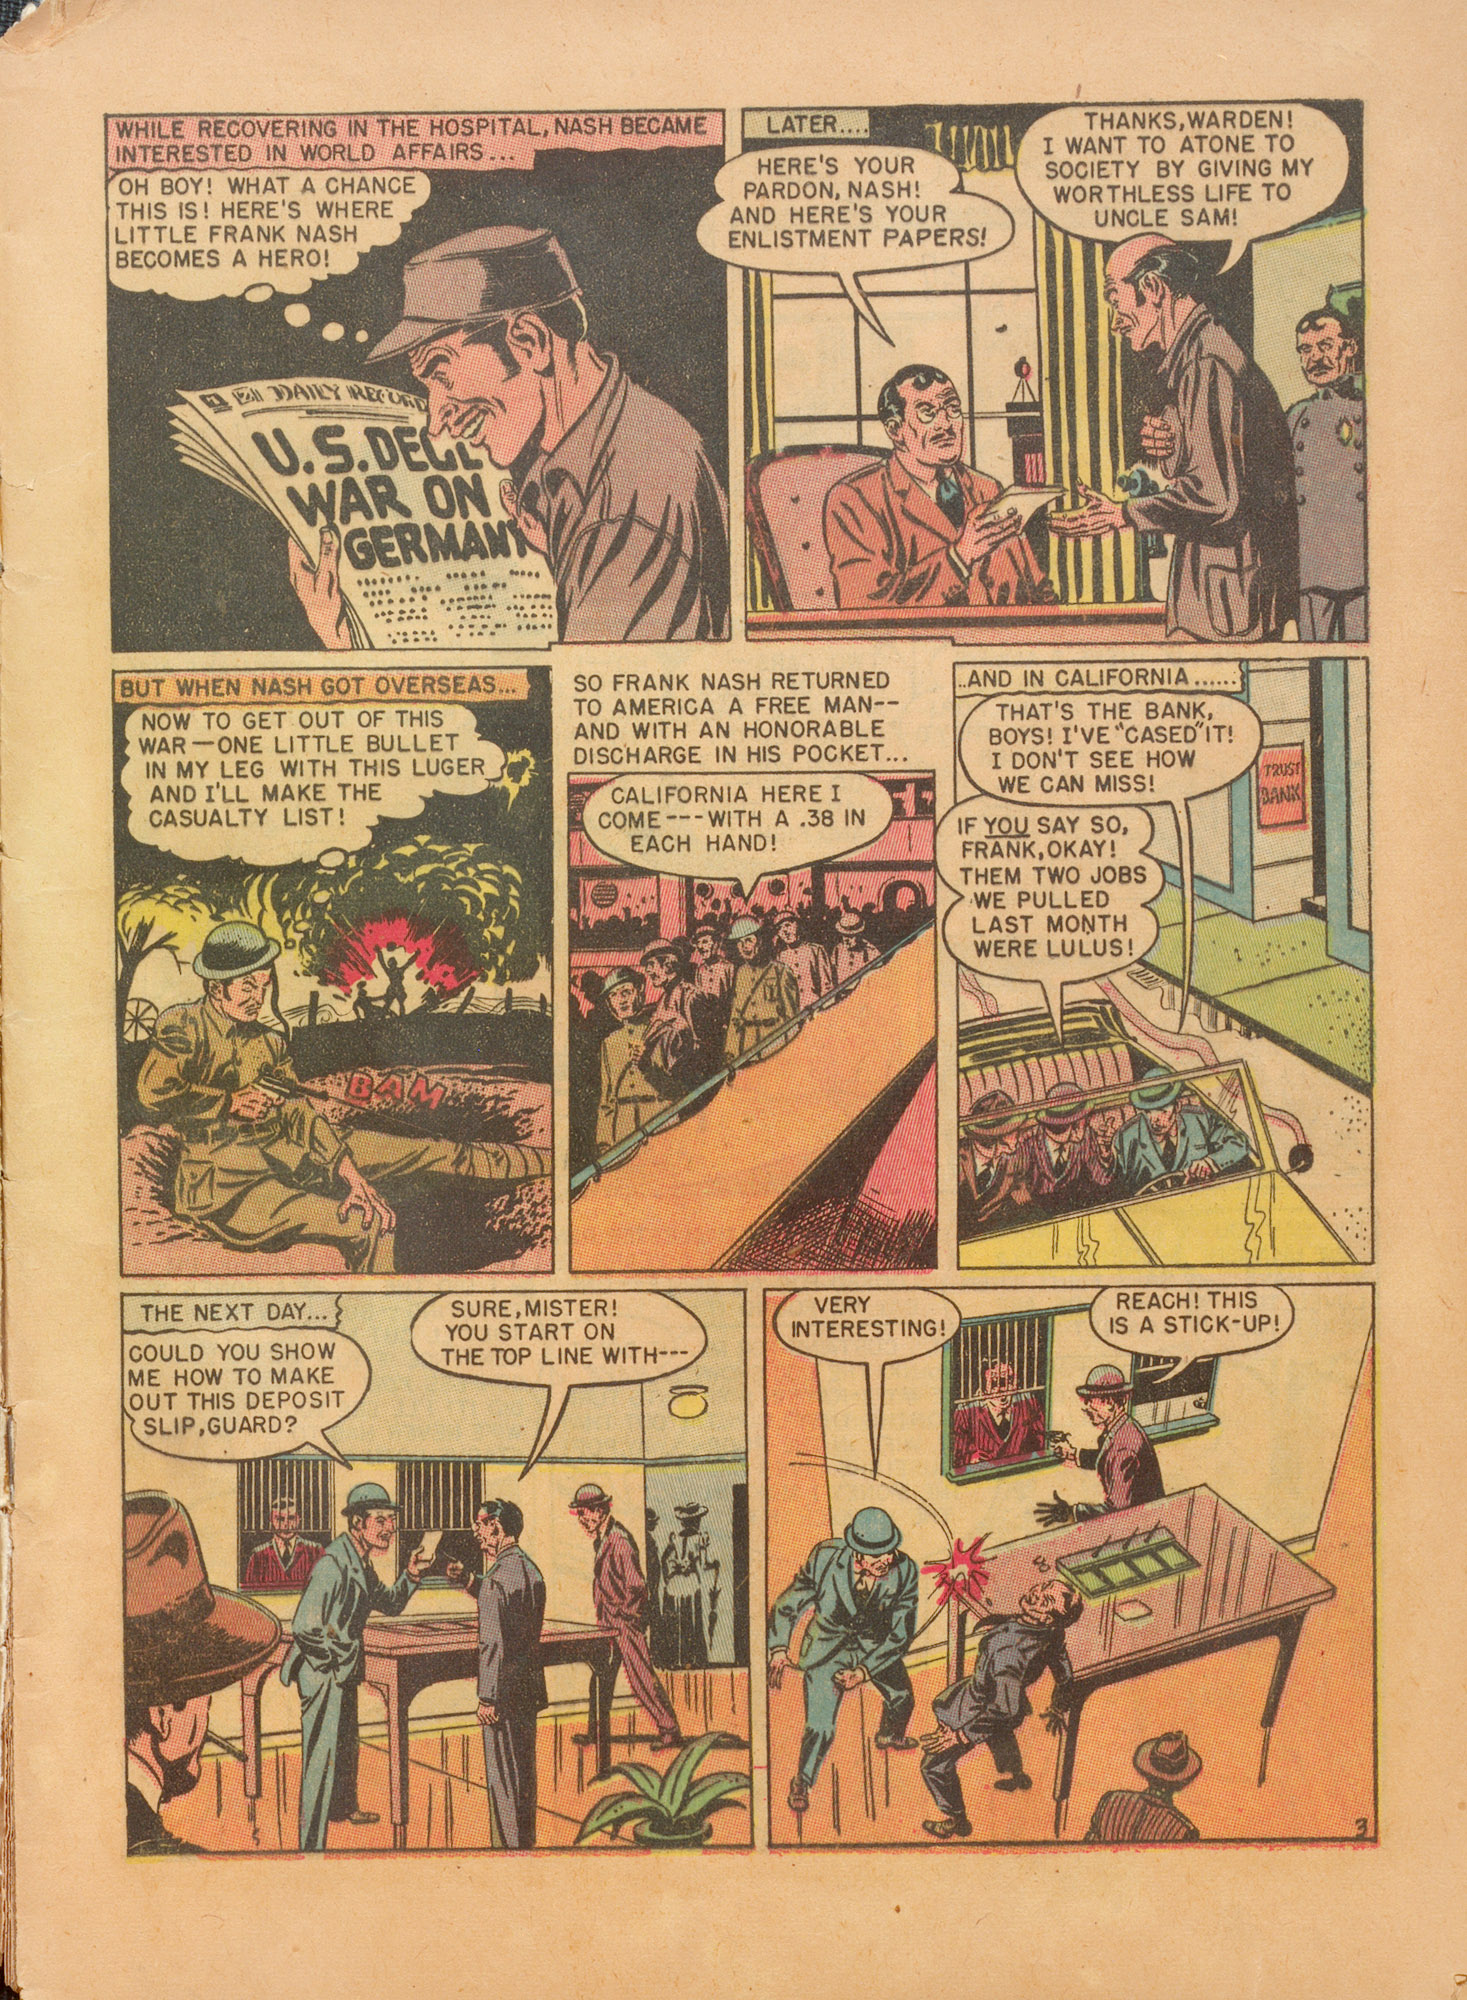 WHILE RECOVERING IN THE HOSPITAL, NASH BECAME
INTERESTED IN WORLD AFFAIRS...
OH BOY! WHAT A CHANCE
THIS IS! HERE'S WHERE
LITTLE FRANK NASH
BECOMES A HERO!
DAILY RECORD
U.S. DECL
WAR ON
GERMANY
LATER....
HERE'S YOUR
PARDON, NASH!
AND HERE'S YOUR
ENLISTMENT PAPERS!
THANKS, WARDEN!
I WANT TO ATONE TO
SOCIETY BY GIVING MY
WORTHLESS LIFE TO
UNCLE SAM!
BUT WHEN NASH GOT OVERSEAS...
NOW TO GET OUT OF THIS
WAR—ONE LITTLE BULLET
IN MY LEG WITH THIS LUGER
AND I'LL MAKE THE
CASUALTY LIST!
BAM
SO FRANK NASH RETURNED
TO AMERICA A FREE MAN--
AND WITH AN HONORABLE
DISCHARGE IN HIS POCKET...
CALIFORNIA HERE I
COME---WITH A .38 IN
EACH HAND!
..AND IN CALIFORNIA......
THAT'S THE BANK,
BOYS! I'VE "CASED" IT!
I DON'T SEE HOW
WE CAN MISS!
IF YOU SAY SO,
FRANK, OKAY!
THEM TWO JOBS
WE PULLED
LAST MONTH
WERE LULUS!
TRUST
BANK
THE NEXT DAY...
COULD YOU SHOW
ME HOW TO MAKE
OUT THIS DEPOSIT
SLIP, GUARD?
SURE, MISTER!
YOU START ON
THE TOP LINE WITH---
VERY
INTERESTING!
REACH! THIS
IS A STICK-UP!
3